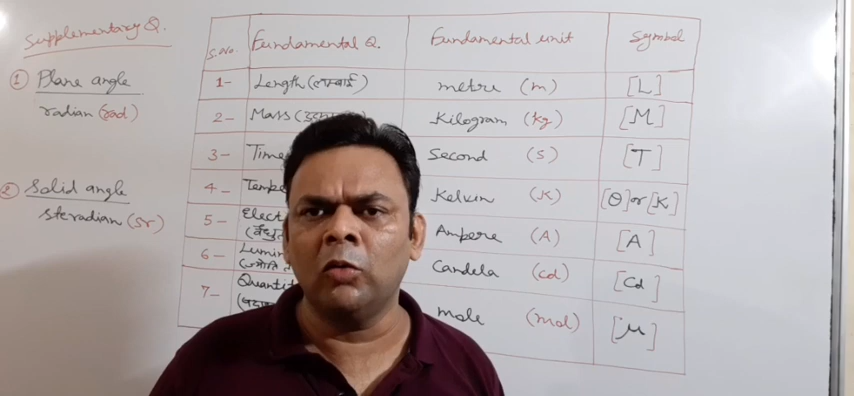 Supplementary Q.
① Plane angle
radian (rad)
② Solid angle
steradian (sr)
S.No. Fundamental Q. Fundamental unit Symbol
1- Length (लम्बाई) metre (m) [L]
2- Mass Kilogram (kg) [M]
3- Time Second (s) [T]
4- Kelvin (K) [θ] or [K]
5- Ampere (A) [A]
6- Candela (cd) [Cd]
7- mole (mol) [μ]